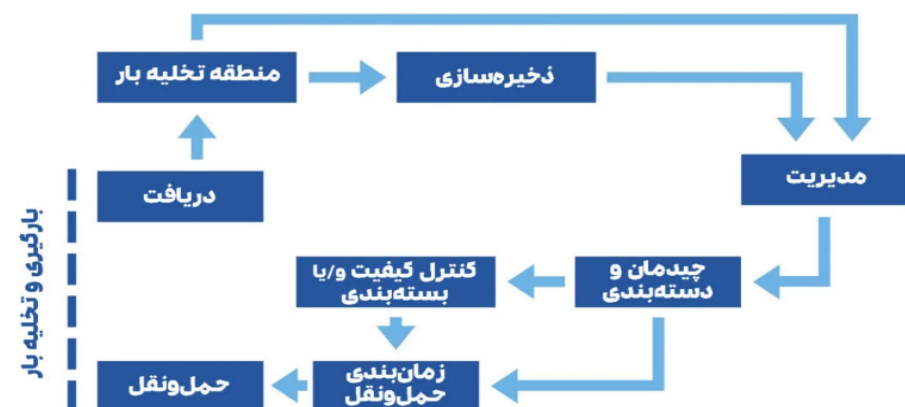 منطقه تخلیه بار
ذخیره‌سازی
مدیریت
دریافت
چیدمان و
دسته‌بندی
کنترل کیفیت و/یا
بسته‌بندی
زمان‌بندی
حمل‌ونقل
حمل‌ونقل
بارگیری و تخلیه بار